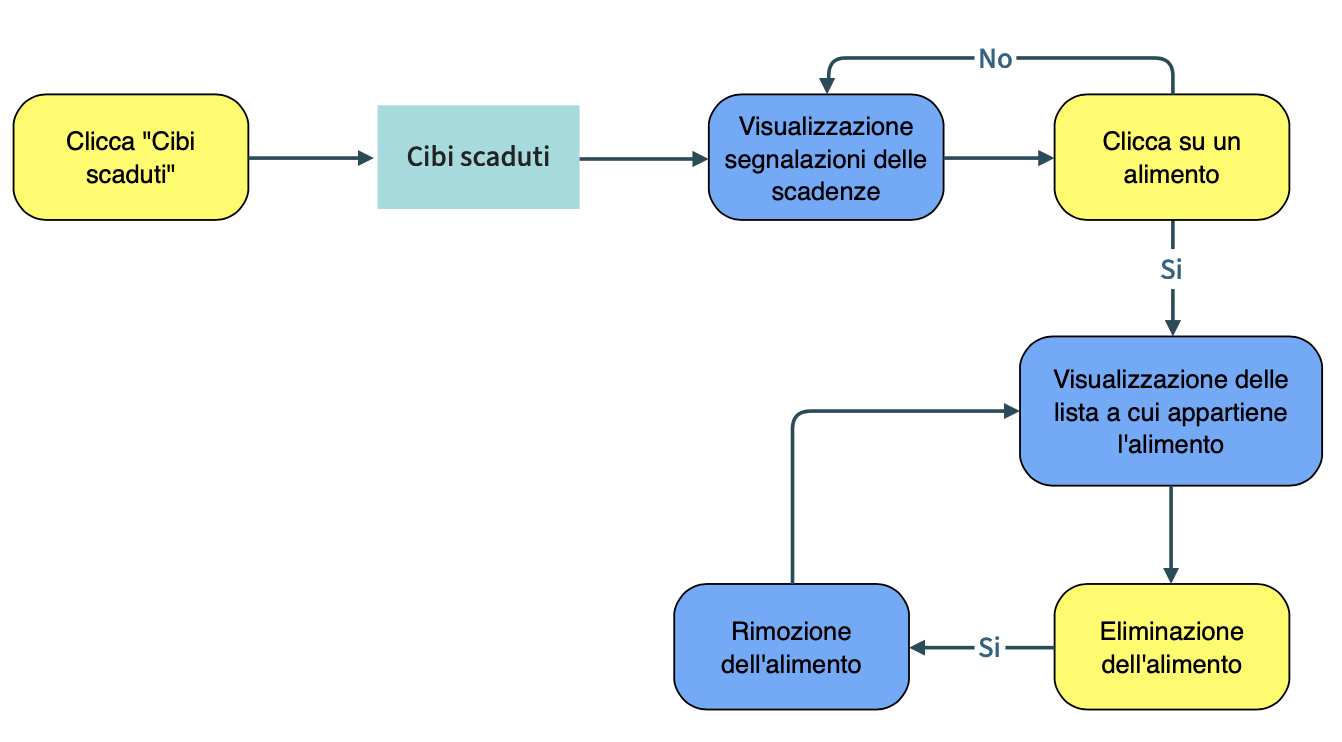 No
Clicca "Cibi
scaduti"
Cibi scaduti
Visualizzazione
segnalazioni delle
scadenze
Clicca su un
alimento
Si
Visualizzazione delle
lista a cui appartiene
l'alimento
Rimozione
dell'alimento
Si
Eliminazione
dell'alimento